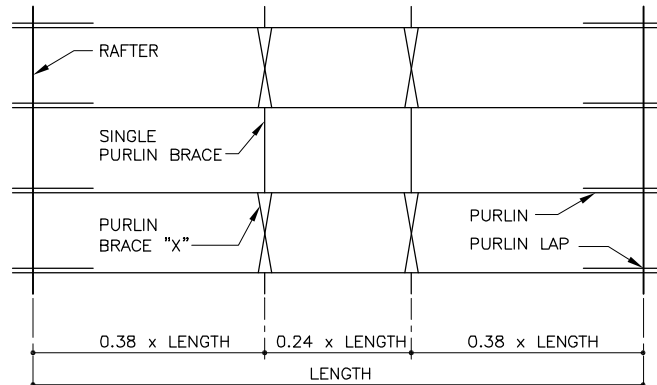 RAFTER
SINGLE
PURLIN BRACE
PURLIN
BRACE "X"
PURLIN
PURLIN LAP
0.38 x LENGTH
0.24 x LENGTH
0.38 x LENGTH
LENGTH